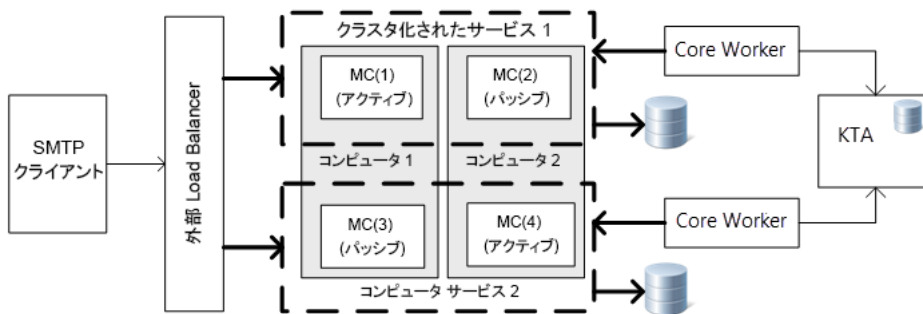 クラスタ化されたサービス 1
MC(1)
(アクティブ)
MC(2)
(パッシブ)
コンピュータ 1
コンピュータ 2
MC(3)
(パッシブ)
MC(4)
(アクティブ)
コンピュータ サービス 2
SMTP
クライアント
外部 Load Balancer
Core Worker
KTA
Core Worker